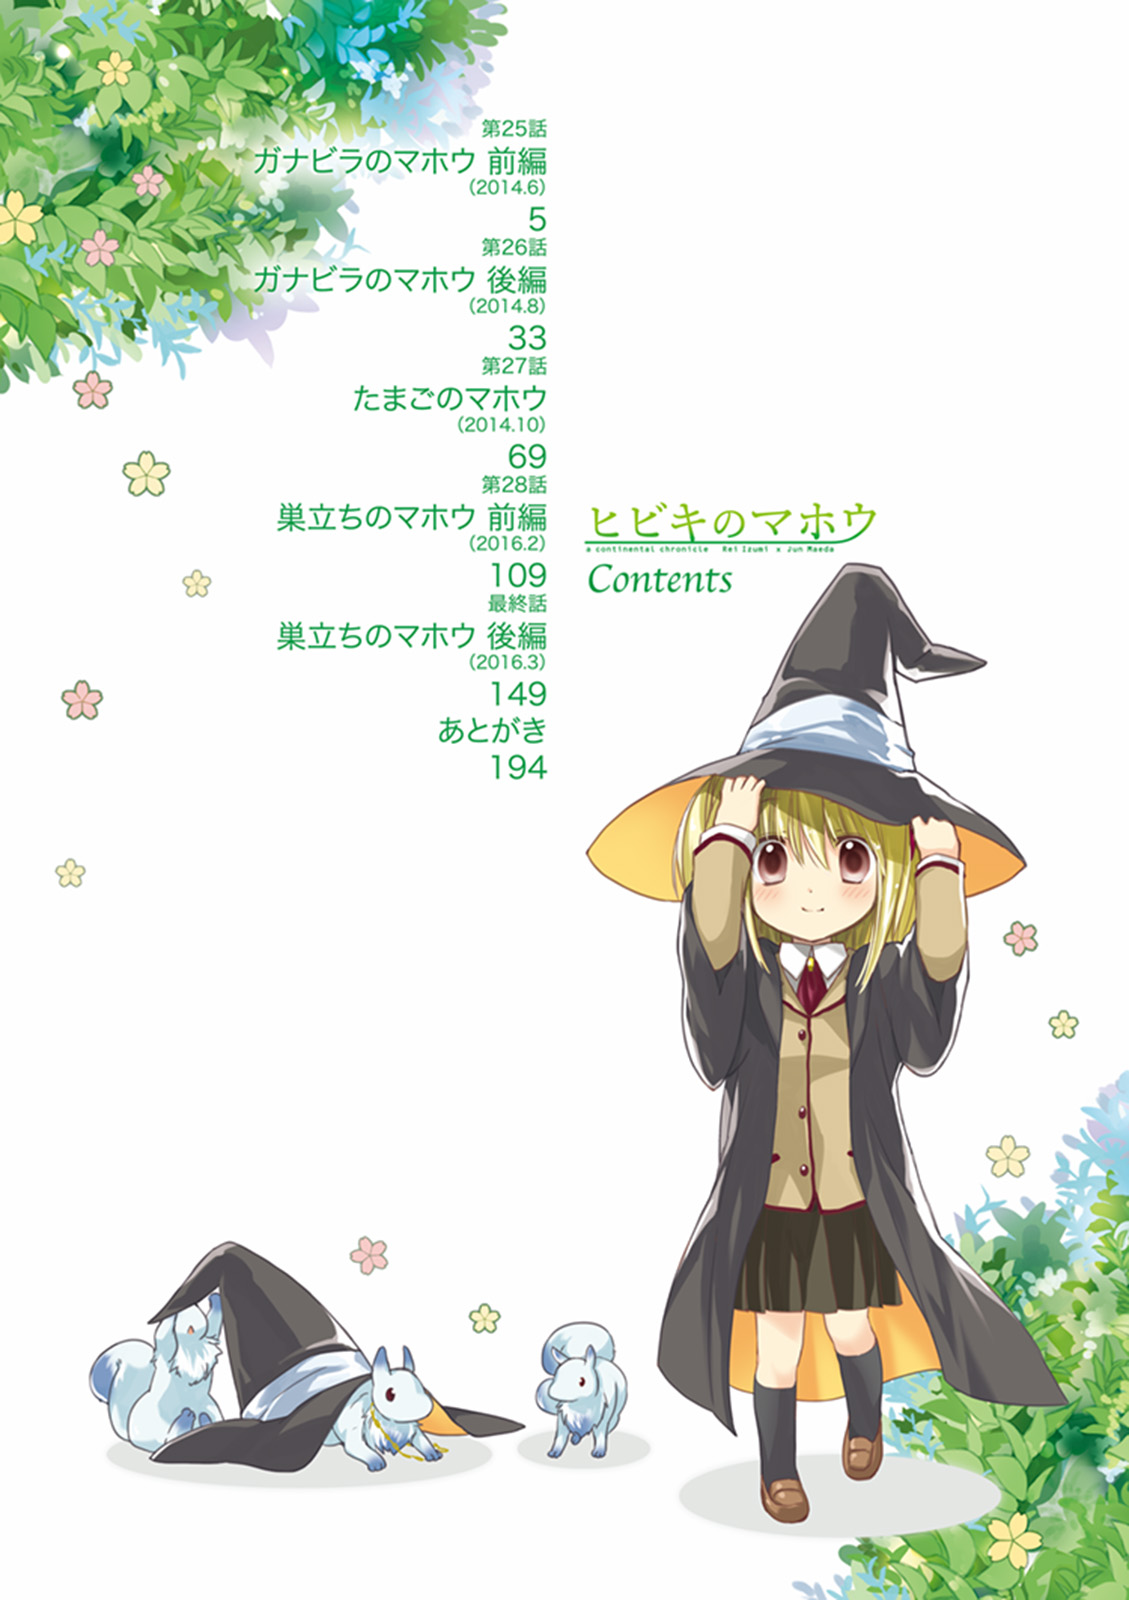 第25話
ガナビラのマホウ 前編
(2014.6)
5
第26話
ガナビラのマホウ 後編
(2014.8)
33
第27話
たまごのマホウ
(2014.10)
69
第28話
巣立ちのマホウ 前編
(2016.2)
109
最終話
巣立ちのマホウ 後編
(2016.3)
149
あとがき
194
ヒビキのマホウ
a continental chronicle Rei Izumi x Jun Maeda
Contents